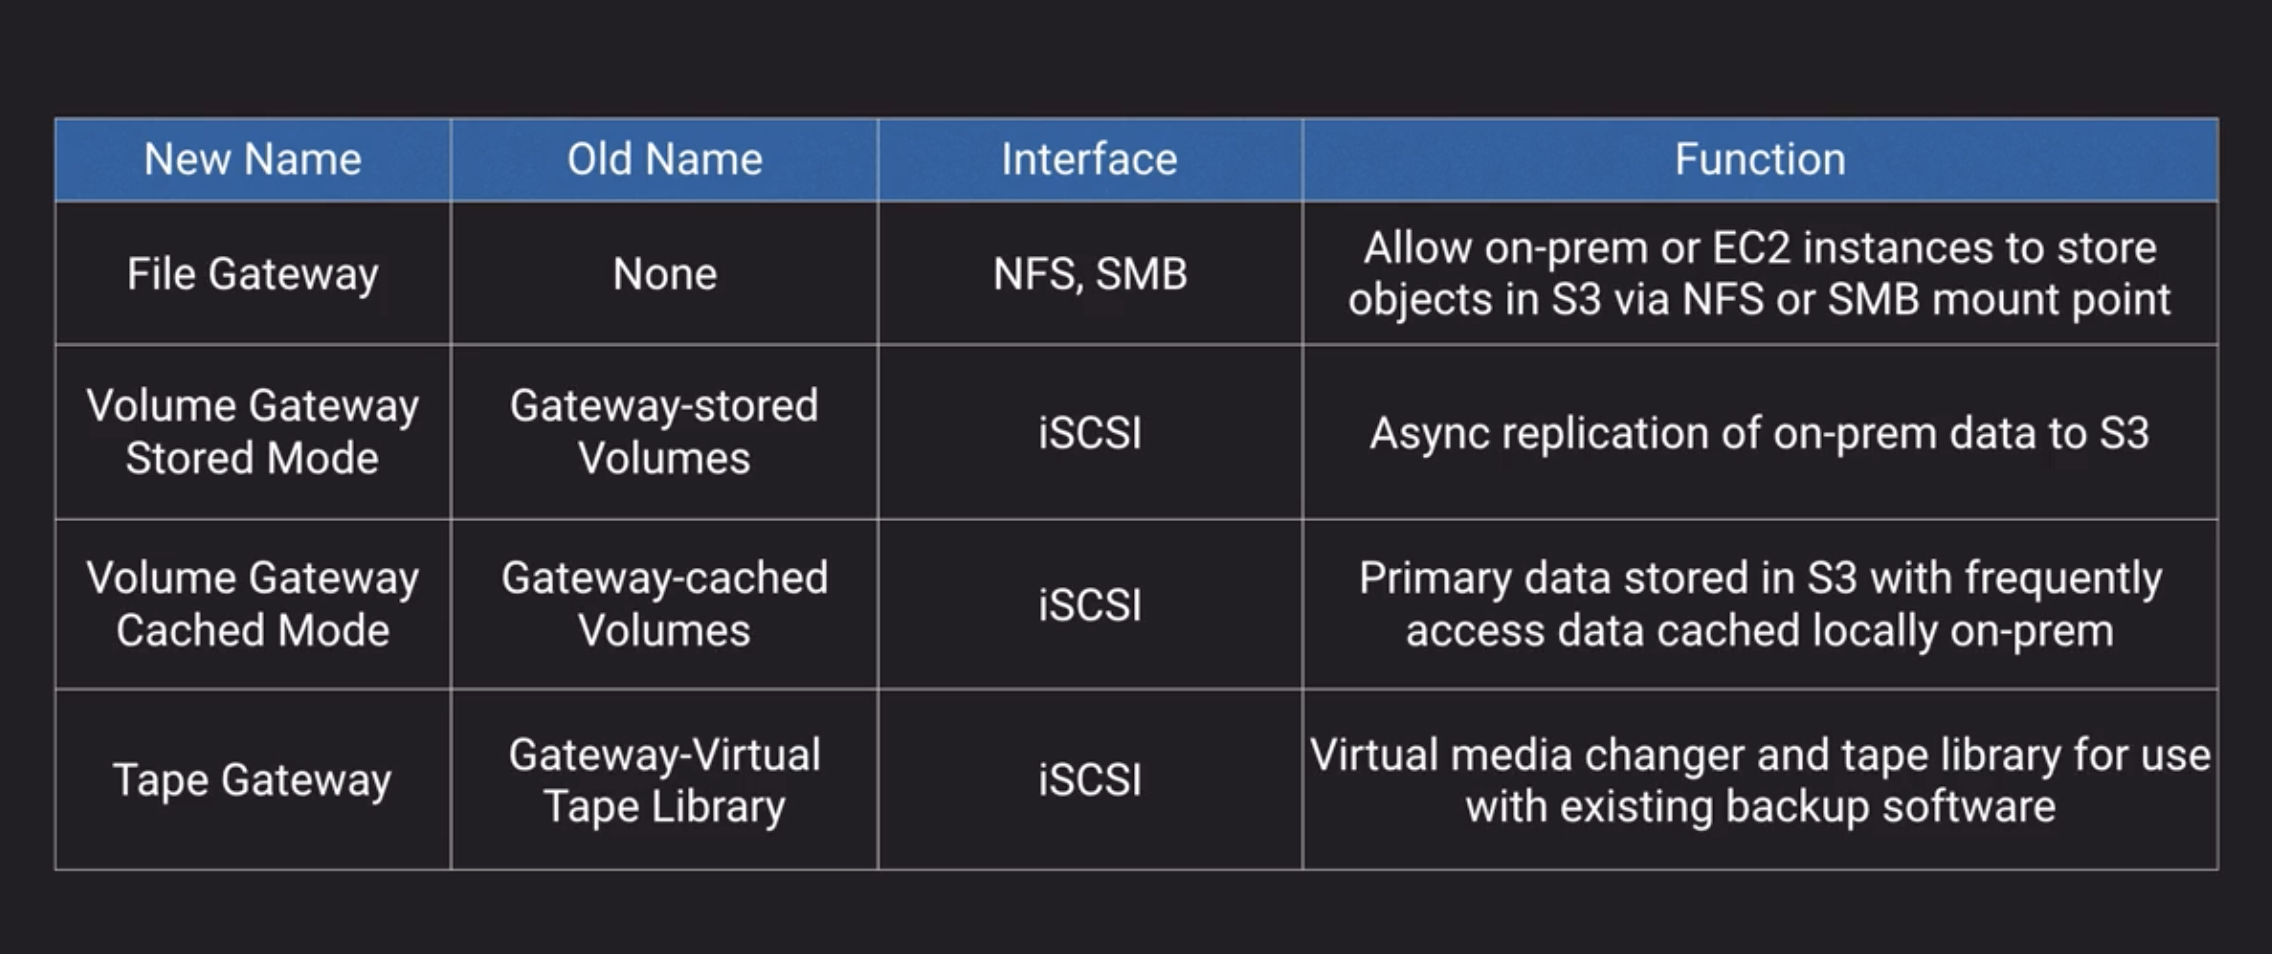 New Name Old Name Interface Function
File Gateway None NFS, SMB Allow on-prem or EC2 instances to store
objects in S3 via NFS or SMB mount point
Volume Gateway
Stored Mode
Gateway-stored
Volumes
iSCSI
Async replication of on-prem data to S3
Volume Gateway
Cached Mode
Gateway-cached
Volumes
iSCSI
Primary data stored in S3 with frequently
access data cached locally on-prem
Tape Gateway
Gateway-Virtual
Tape Library
iSCSI
Virtual media changer and tape library for use
with existing backup software